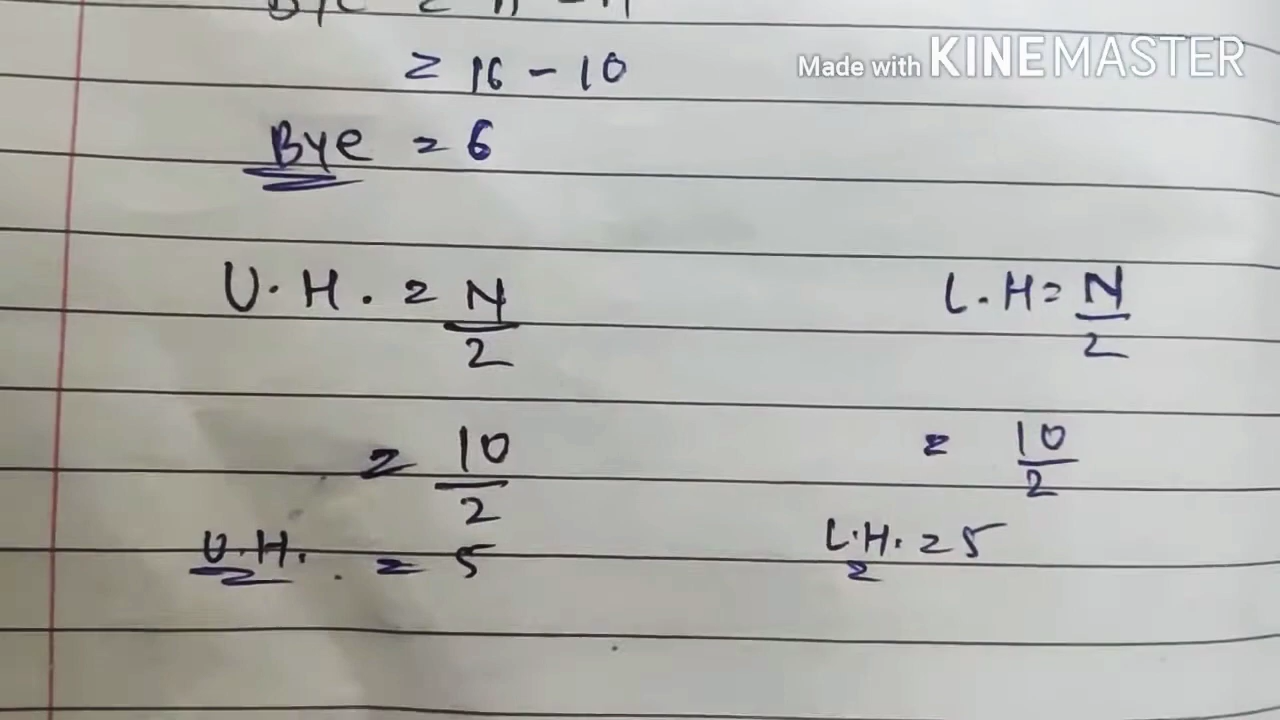 = 16 - 10
Made with KINEMASTER
Bye = 6
U.H. = N/2
L.H = N/2
= 10/2
= 10/2
U.H. = 5
L.H. = 5